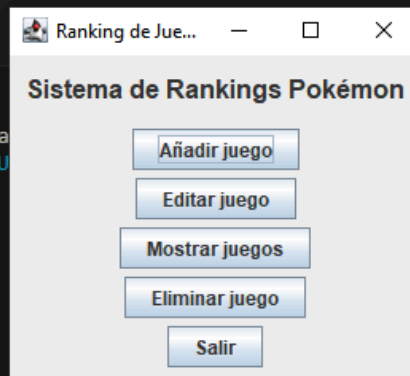 Ranking de Jue...
Sistema de Rankings Pokémon
Añadir juego
Editar juego
Mostrar juegos
Eliminar juego
Salir